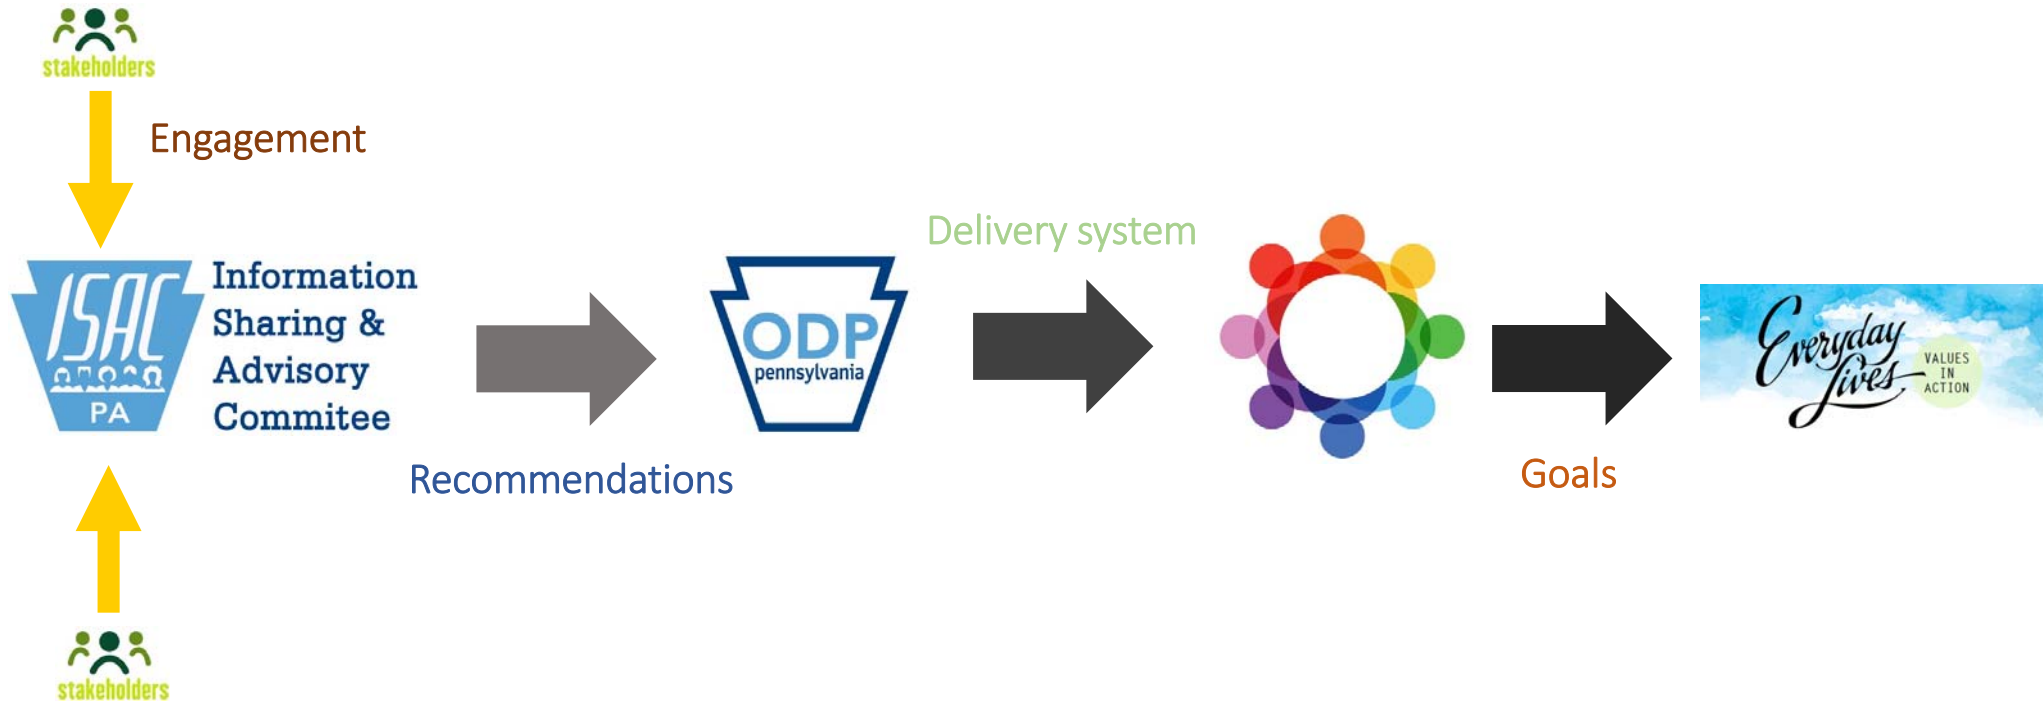 stakeholders
Engagement
ISAC
PA
Information
Sharing &
Advisory
Commitee
Recommendations
ODP
pennsylvania
Delivery system
Goals
Everyday
Lives
VALUES
IN
ACTION
stakeholders